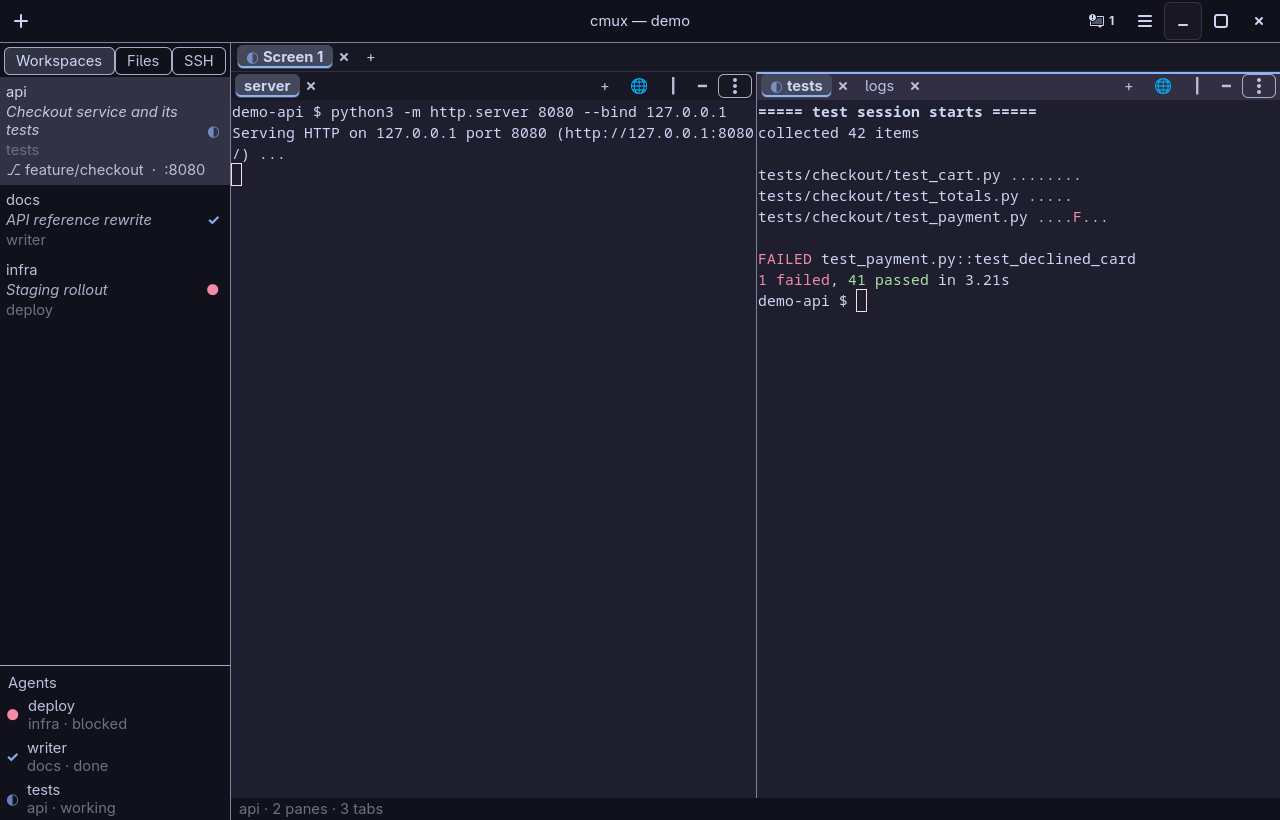 cmux — demo
1
Workspaces Files SSH
Screen 1
api
Checkout service and its
tests
tests
feature/checkout · :8080
docs
API reference rewrite
writer
infra
Staging rollout
deploy
Agents
deploy
infra · blocked
writer
docs · done
tests
api · working
server
demo-api $ python3 -m http.server 8080 --bind 127.0.0.1
Serving HTTP on 127.0.0.1 port 8080 (http://127.0.0.1:8080
/) ...
tests logs
===== test session starts =====
collected 42 items
tests/checkout/test_cart.py ........
tests/checkout/test_totals.py .....
tests/checkout/test_payment.py ....F...
FAILED test_payment.py::test_declined_card
1 failed, 41 passed in 3.21s
demo-api $
api · 2 panes · 3 tabs